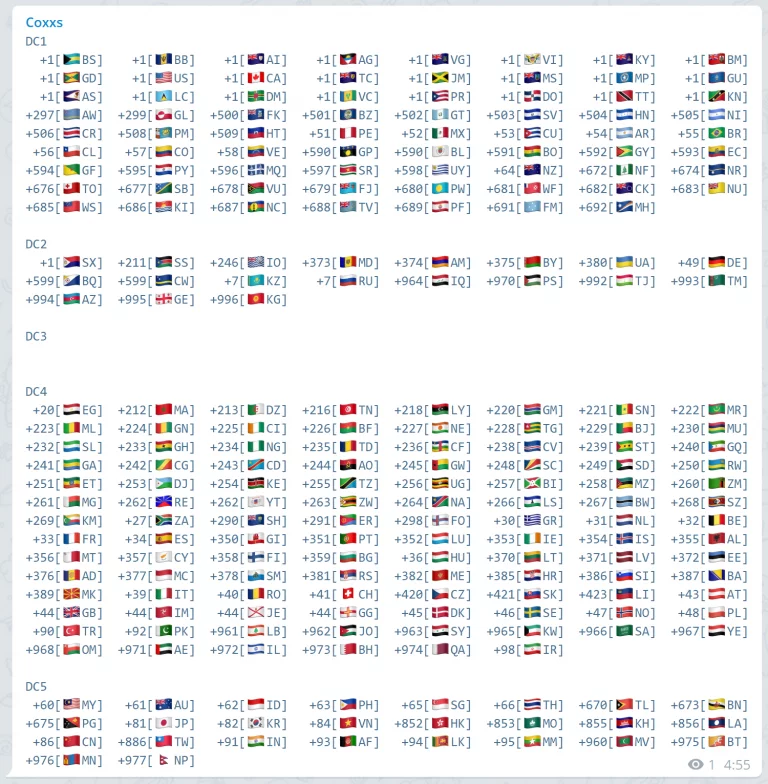 Coxxs
DC1
+1[🇧🇸BS] +1[🇧🇧BB] +1[🇦🇮AI] +1[🇦🇬AG] +1[🇻🇬VG] +1[🇻🇮VI] +1[🇰🇾KY] +1[🇧🇲BM]
+1[🇬🇩GD] +1[🇺🇸US] +1[🇨🇦CA] +1[🇹🇨TC] +1[🇯🇲JM] +1[🇲🇸MS] +1[🇲🇵MP] +1[🇬🇺GU]
+1[🇦🇸AS] +1[🇱🇨LC] +1[🇩🇲DM] +1[🇻🇨VC] +1[🇵🇷PR] +1[🇩🇴DO] +1[🇹🇹TT] +1[🇰🇳KN]
+297[🇦🇼AW] +299[🇬🇱GL] +500[🇫🇰FK] +501[🇧🇿BZ] +502[🇬🇹GT] +503[🇸🇻SV] +504[🇭🇳HN] +505[🇳🇮NI]
+506[🇨🇷CR] +508[🇵🇲PM] +509[🇭🇹HT] +51[🇵🇪PE] +52[🇲🇽MX] +53[🇨🇺CU] +54[🇦🇷AR] +55[🇧🇷BR]
+56[🇨🇱CL] +57[🇨🇴CO] +58[🇻🇪VE] +590[🇬🇵GP] +590[🇧🇱BL] +591[🇧🇴BO] +592[🇬🇾GY] +593[🇪🇨EC]
+594[🇬🇫GF] +595[🇵🇾PY] +596[🇲🇶MQ] +597[🇸🇷SR] +598[🇺🇾UY] +64[🇳🇿NZ] +672[🇳🇫NF] +674[🇳🇷NR]
+676[🇹🇴TO] +677[🇸🇧SB] +678[🇻🇺VU] +679[🇫🇯FJ] +680[🇵🇼PW] +681[🇼🇫WF] +682[🇨🇰CK] +683[🇳🇺NU]
+685[🇼🇸WS] +686[🇰🇮KI] +687[🇳🇨NC] +688[🇹🇻TV] +689[🇵🇫PF] +691[🇫🇲FM] +692[🇲🇭MH]
DC2
+1[🇸🇽SX] +211[🇸🇸SS] +246[🇮🇴IO] +373[🇲🇩MD] +374[🇦🇲AM] +375[🇧🇾BY] +380[🇺🇦UA] +49[🇩🇪DE]
+599[🇧🇶BQ] +599[🇨🇼CW] +7[🇰🇿KZ] +7[🇷🇺RU] +964[🇮🇶IQ] +970[🇵🇸PS] +992[🇹🇯TJ] +993[🇹🇲TM]
+994[🇦🇿AZ] +995[🇬🇪GE] +996[🇰🇬KG]
DC3
DC4
+20[🇪🇬EG] +212[🇲🇦MA] +213[🇩🇿DZ] +216[🇹🇳TN] +218[🇱🇾LY] +220[🇬🇲GM] +221[🇸🇳SN] +222[🇲🇷MR]
+223[🇲🇱ML] +224[🇬🇳GN] +225[🇨🇮CI] +226[🇧🇫BF] +227[🇳🇪NE] +228[🇹🇬TG] +229[🇧🇯BJ] +230[🇲🇺MU]
+232[🇸🇱SL] +233[🇬🇭GH] +234[🇳🇬NG] +235[🇹🇩TD] +236[🇨🇫CF] +238[🇨🇻CV] +239[🇸🇹ST] +240[🇬🇶GQ]
+241[🇬🇦GA] +242[🇨🇬CG] +243[🇨🇩CD] +244[🇦🇴AO] +245[🇬🇼GW] +248[🇸🇨SC] +249[🇸🇩SD] +250[🇷🇼RW]
+251[🇪🇹ET] +253[🇩🇯DJ] +254[🇰🇪KE] +255[🇹🇿TZ] +256[🇺🇬UG] +257[🇧🇮BI] +258[🇲🇿MZ] +260[🇿🇲ZM]
+261[🇲🇬MG] +262[🇷🇪RE] +262[🇾🇹YT] +263[🇿🇼ZW] +264[🇳🇦NA] +266[🇱🇸LS] +267[🇧🇼BW] +268[🇸🇿SZ]
+269[🇰🇲KM] +27[🇿🇦ZA] +290[🇸🇭SH] +291[🇪🇷ER] +298[🇫🇴FO] +30[🇬🇷GR] +31[🇳🇱NL] +32[🇧🇪BE]
+33[🇫🇷FR] +34[🇪🇸ES] +350[🇬🇮GI] +351[🇵🇹PT] +352[🇱🇺LU] +353[🇮🇪IE] +354[🇮🇸IS] +355[🇦🇱AL]
+356[🇲🇹MT] +357[🇨🇾CY] +358[🇫🇮FI] +359[🇧🇬BG] +36[🇭🇺HU] +370[🇱🇹LT] +371[🇱🇻LV] +372[🇪🇪EE]
+376[🇦🇩AD] +377[🇲🇨MC] +378[🇸🇲SM] +381[🇷🇸RS] +382[🇲🇪ME] +385[🇭🇷HR] +386[🇸🇮SI] +387[🇧🇦BA]
+389[🇲🇰MK] +39[🇮🇹IT] +40[🇷🇴RO] +41[🇨🇭CH] +420[🇨🇿CZ] +421[🇸🇰SK] +423[🇱🇮LI] +43[🇦🇹AT]
+44[🇬🇧GB] +44[🇮🇲IM] +44[🇯🇪JE] +44[🇬🇬GG] +45[🇩🇰DK] +46[🇸🇪SE] +47[🇳🇴NO] +48[🇵🇱PL]
+90[🇹🇷TR] +92[🇵🇰PK] +961[🇱🇧LB] +962[🇯🇴JO] +963[🇸🇾SY] +965[🇰🇼KW] +966[🇸🇦SA] +967[🇾🇪YE]
+968[🇴🇲OM] +971[🇦🇪AE] +972[🇮🇱IL] +973[🇧🇭BH] +974[🇶🇦QA] +98[🇮🇷IR]
DC5
+60[🇲🇾MY] +61[🇦🇺AU] +62[🇮🇩ID] +63[🇵🇭PH] +65[🇸🇬SG] +66[🇹🇭TH] +670[🇹🇱TL] +673[🇧🇳BN]
+675[🇵🇬PG] +81[🇯🇵JP] +82[🇰🇷KR] +84[🇻🇳VN] +852[🇭🇰HK] +853[🇲🇴MO] +855[🇰🇭KH] +856[🇱🇦LA]
+86[🇨🇳CN] +886[🇹🇼TW] +91[🇮🇳IN] +93[🇦🇫AF] +94[🇱🇰LK] +95[🇲🇲MM] +960[🇲🇻MV] +975[🇧🇹BT]
+976[🇲🇳MN] +977[🇳🇵NP]
1 4:55